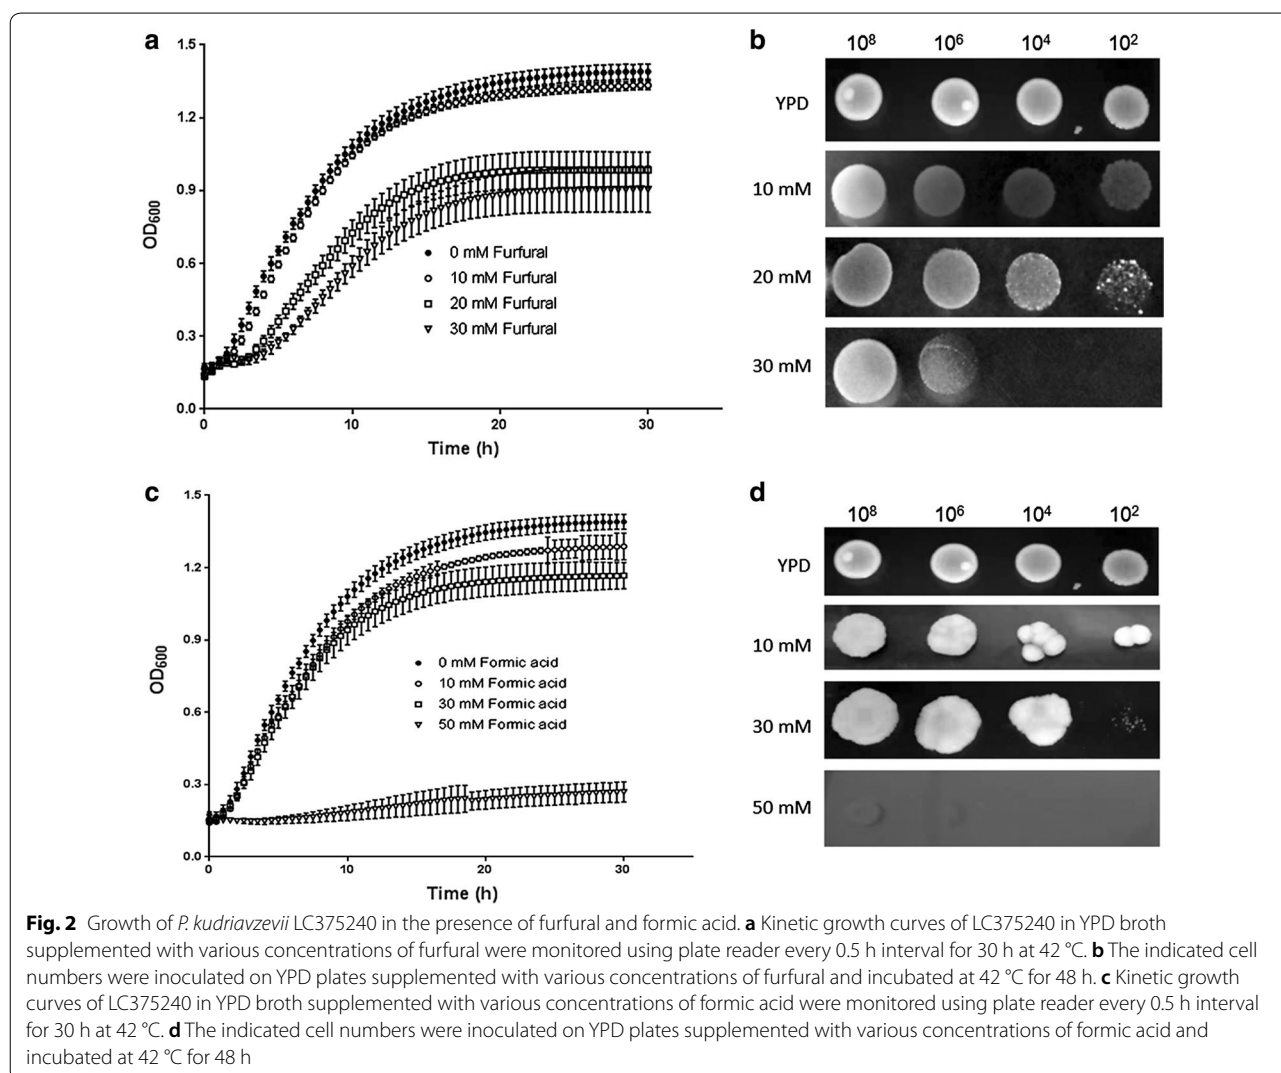 a
1.5
1.2
0.9
0.6
0.3
0.0
OD600
0 mM Furfural
10 mM Furfural
20 mM Furfural
30 mM Furfural
0 10 20 30
Time (h)
b
10⁸ 10⁶ 10⁴ 10²
YPD
10 mM
20 mM
30 mM
c
1.5
1.2
0.9
0.6
0.3
0.0
OD600
0 mM Formic acid
10 mM Formic acid
30 mM Formic acid
50 mM Formic acid
0 10 20 30
Time (h)
d
10⁸ 10⁶ 10⁴ 10²
YPD
10 mM
30 mM
50 mM
Fig. 2 Growth of P. kudriavzevii LC375240 in the presence of furfural and formic acid. a Kinetic growth curves of LC375240 in YPD broth
supplemented with various concentrations of furfural were monitored using plate reader every 0.5 h interval for 30 h at 42 °C. b The indicated cell
numbers were inoculated on YPD plates supplemented with various concentrations of furfural and incubated at 42 °C for 48 h. c Kinetic growth
curves of LC375240 in YPD broth supplemented with various concentrations of formic acid were monitored using plate reader every 0.5 h interval
for 30 h at 42 °C. d The indicated cell numbers were inoculated on YPD plates supplemented with various concentrations of formic acid and
incubated at 42 °C for 48 h